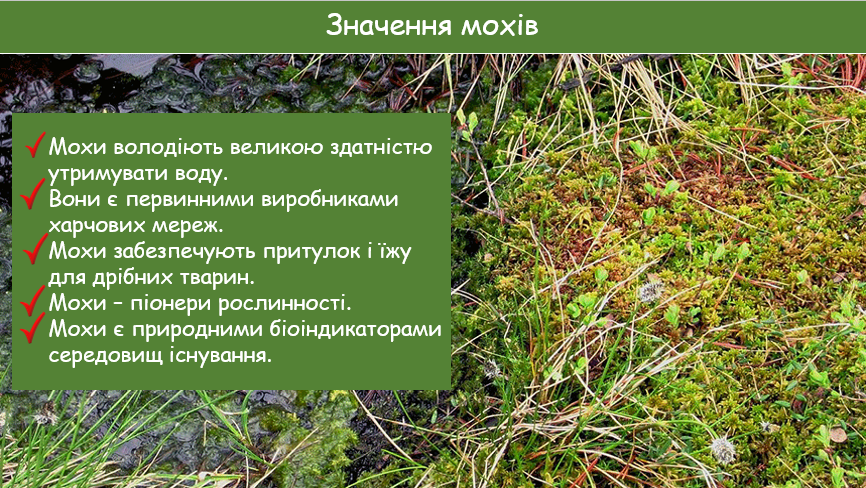 Значення мохів
Мохи володіють великою здатністю
утримувати воду.
Вони є первинними виробниками
харчових мереж.
Мохи забезпечують притулок і їжу
для дрібних тварин.
Мохи – піонери рослинності.
Мохи є природними біоіндикаторами
середовищ існування.